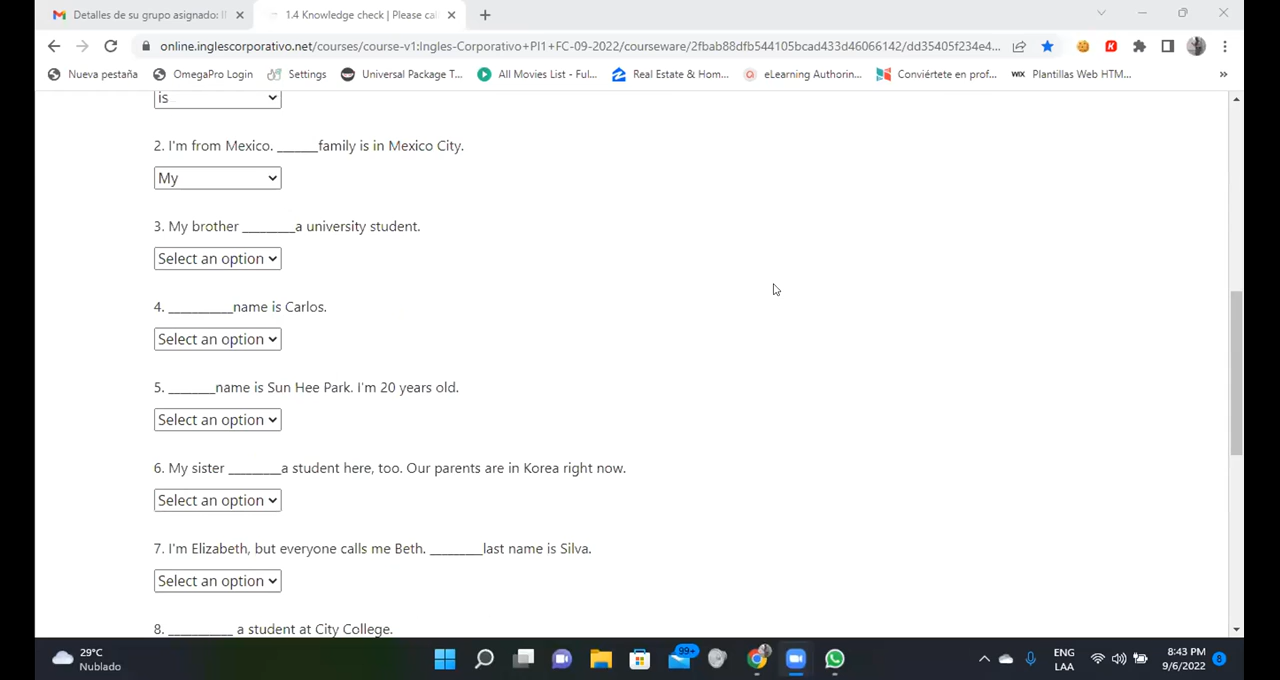 Detalles de su grupo asignado: I
1.4 Knowledge check | Please ca
online.inglescorporativo.net/courses/course-v1:Ingles-Corporativo+PI1+FC-09-2022/courseware/2fbab88dfb544105bcad433d46066142/dd35405f234e4...
Nueva pestaña
OmegaPro Login
Settings
Universal Package T...
All Movies List - Ful...
Real Estate & Hom...
eLearning Authorin...
Conviértete en prof...
WIX Plantillas Web HTM...
is
2. I'm from Mexico. ______family is in Mexico City.
My
3. My brother ________a university student.
Select an option
4. __________name is Carlos.
Select an option
5. _______name is Sun Hee Park. I'm 20 years old.
Select an option
6. My sister ________a student here, too. Our parents are in Korea right now.
Select an option
7. I'm Elizabeth, but everyone calls me Beth. ________last name is Silva.
Select an option
8. __________ a student at City College.
29°C
Nublado
99+
ENG
LAA
8:43 PM
9/6/2022
8